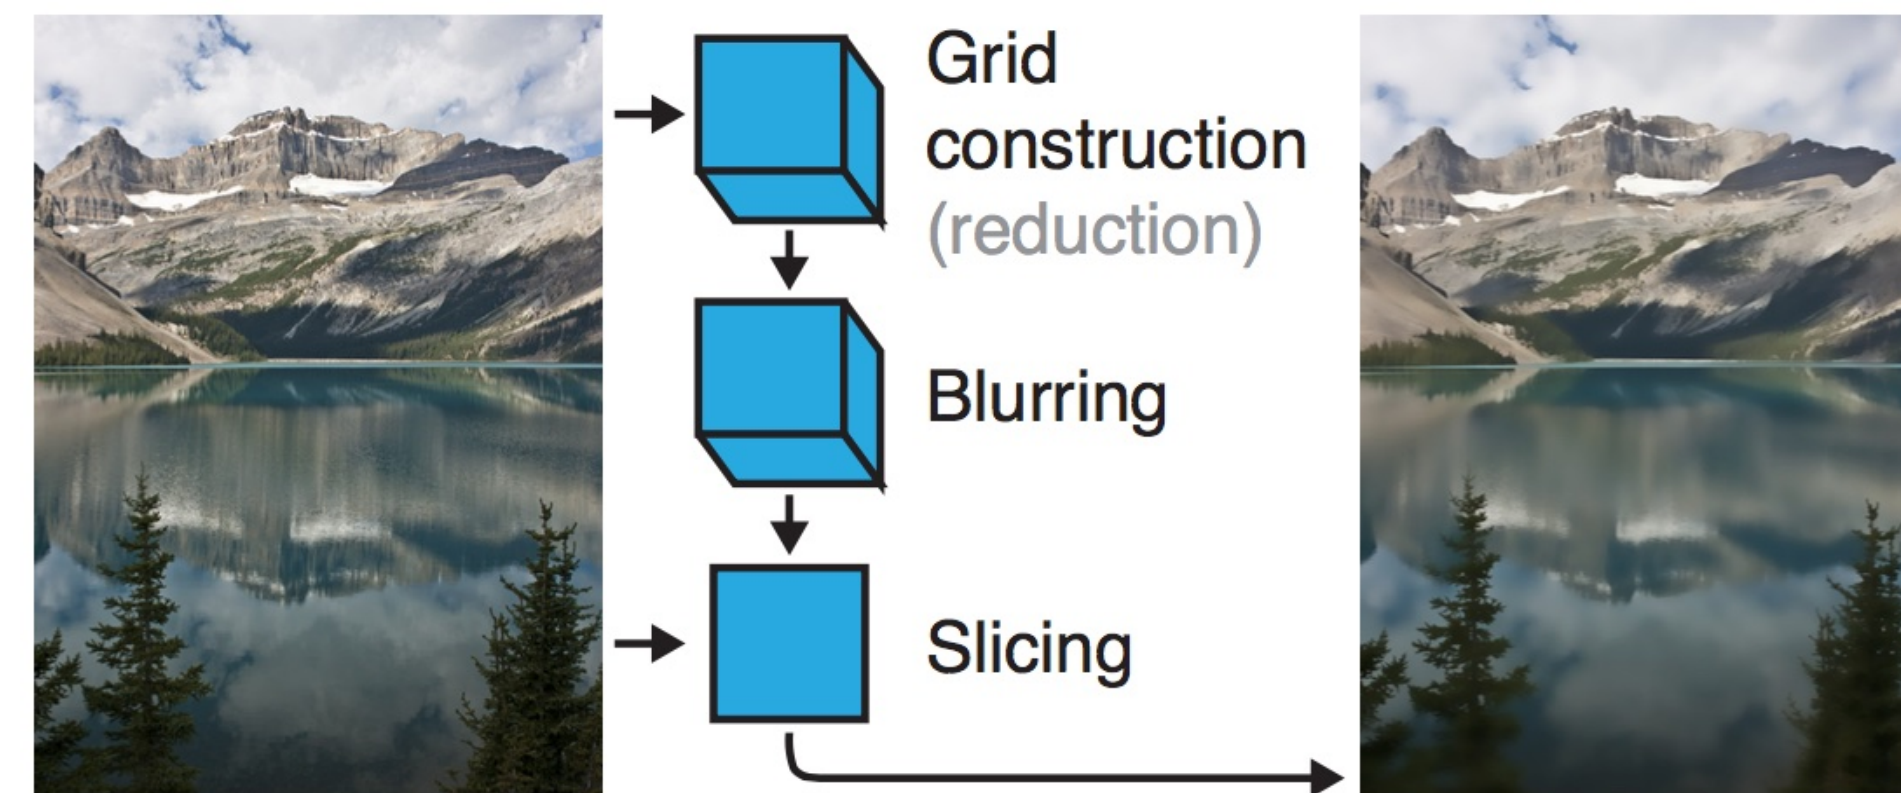 Grid
construction
(reduction)
Blurring
Slicing